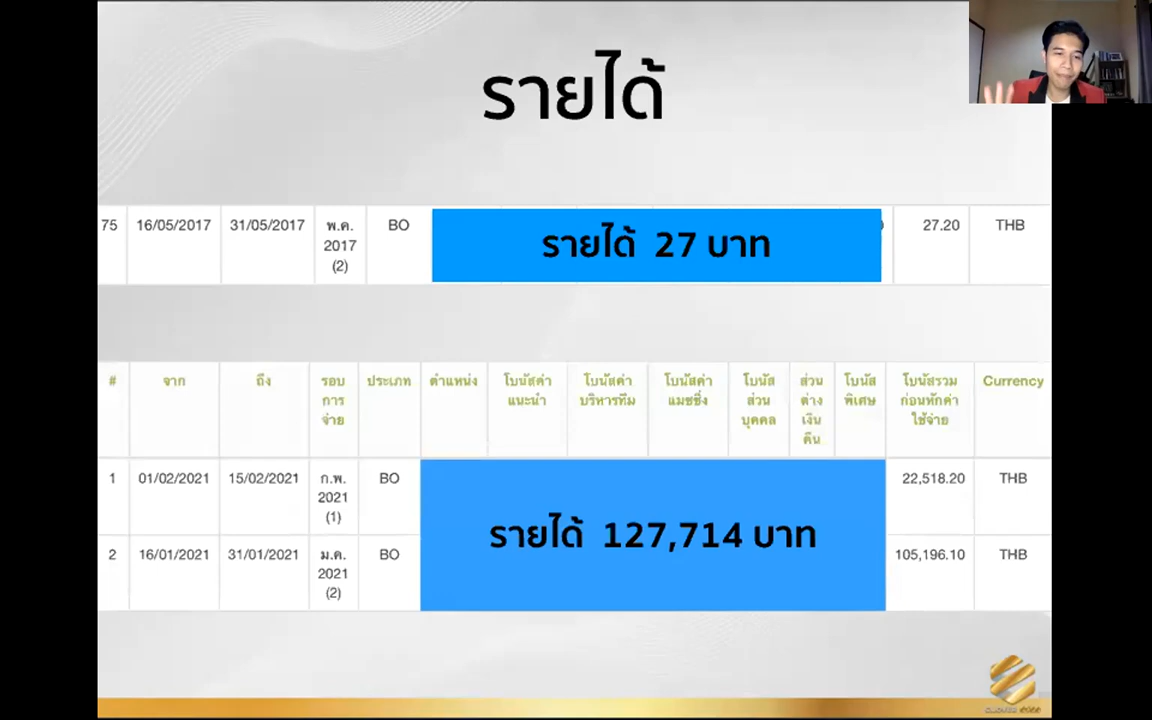 รายได้
75 16/05/2017 31/05/2017 พ.ค. 2017 (2) BO รายได้ 27 บาท 27.20 THB
# จาก ถึง รอบ การ จ่าย ประเภท ตำแหน่ง โบนัสค่า แนะนำ โบนัสค่า บริหารทีม โบนัสค่า แมชชิ่ง โบนัส ส่วน บุคคล ส่วน ต่าง เงิน คืน โบนัส พิเศษ โบนัสรวม ก่อนหักค่า ใช้จ่าย Currency
1 01/02/2021 15/02/2021 ก.พ. 2021 (1) BO 22,518.20 THB
รายได้ 127,714 บาท
2 16/01/2021 31/01/2021 ม.ค. 2021 (2) BO 105,196.10 THB